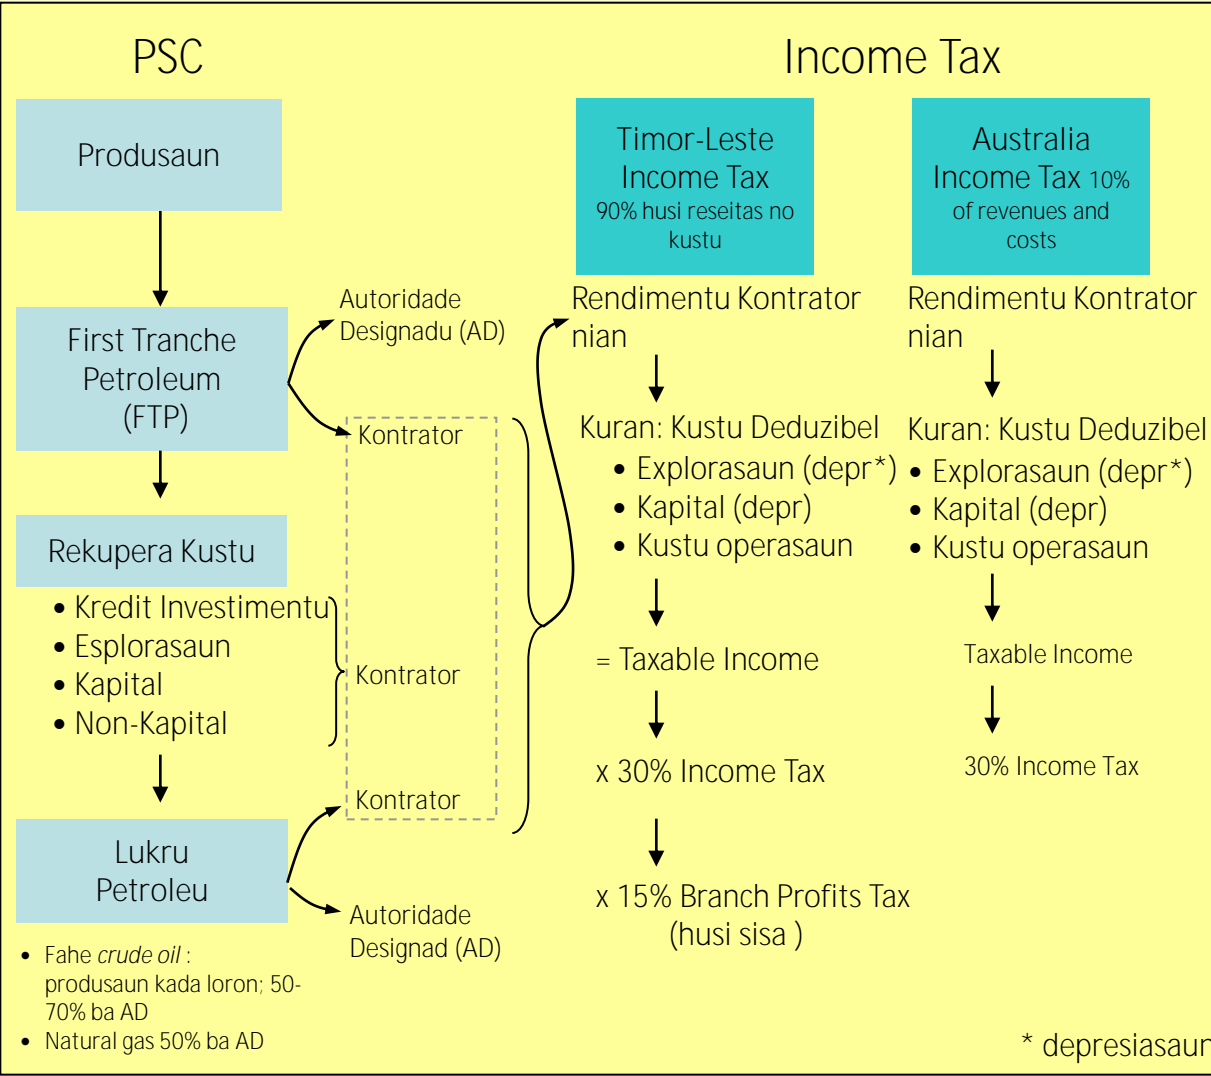 PSC
Income Tax
Produsaun
First Tranche
Petroleum
(FTP)
Autoridade
Designadu (AD)
Kontrator
Rekupera Kustu
• Kredit Investimentu
• Esplorasaun
• Kapital
• Non-Kapital
Kontrator
Kontrator
Lukru
Petroleu
Autoridade
Designad (AD)
• Fahe crude oil :
produsaun kada loron; 50-
70% ba AD
• Natural gas 50% ba AD
Timor-Leste
Income Tax
90% husi reseitas no
kustu
Rendimentu Kontrator
nian
Kuran: Kustu Deduzibel
• Explorasaun (depr*)
• Kapital (depr)
• Kustu operasaun
= Taxable Income
x 30% Income Tax
x 15% Branch Profits Tax
(husi sisa )
Australia
Income Tax 10%
of revenues and
costs
Rendimentu Kontrator
nian
Kuran: Kustu Deduzibel
• Explorasaun (depr*)
• Kapital (depr)
• Kustu operasaun
Taxable Income
30% Income Tax
* depresiasaun